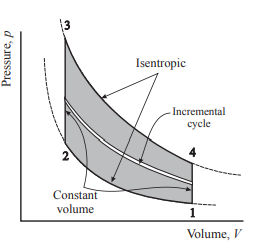 3
Pressure, p
Isentropic
Incremental
cycle
4
2
Constant
volume
1
Volume, V